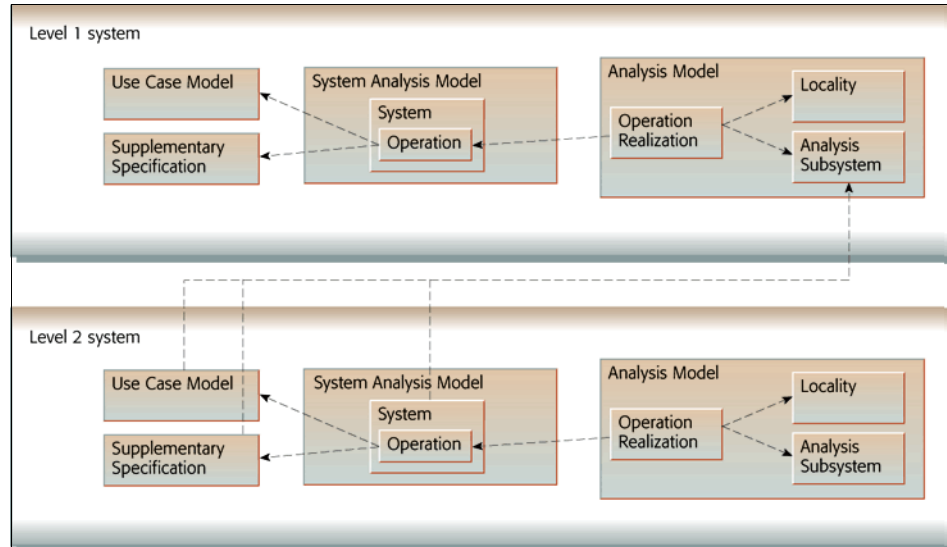 Level 1 system
Use Case Model
System Analysis Model
Analysis Model
System
Operation
Operation
Realization
Locality
Supplementary
Specification
Analysis
Subsystem
Level 2 system
Use Case Model
System Analysis Model
Analysis Model
System
Operation
Operation
Realization
Locality
Supplementary
Specification
Analysis
Subsystem